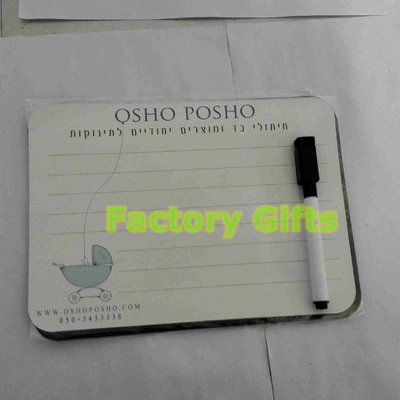 OSHO POSHO
חיתולי בד ומוצרים יחודיים לתינוקות
Factory Gifts
WWW.OSHOPOSHO.COM
050-3453338